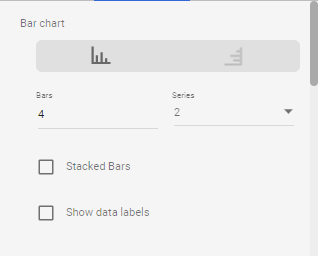 Bar chart
Bars Series
4 2
Stacked Bars
Show data labels